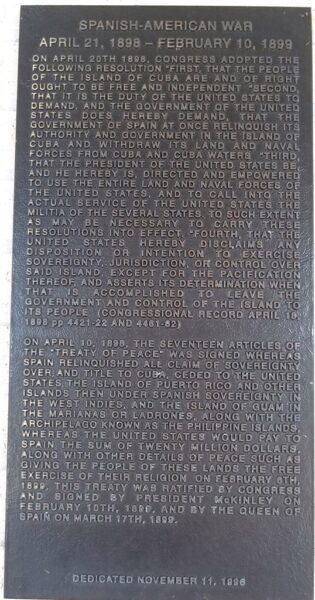 SPANISH-AMERICAN WAR
APRIL 21, 1898 – FEBRUARY 10, 1899
ON APRIL 20TH 1898, CONGRESS ADOPTED THE
FOLLOWING RESOLUTION "FIRST, THAT THE PEOPLE
OF THE ISLAND OF CUBA ARE AND OF RIGHT
OUGHT TO BE FREE AND INDEPENDENT "SECOND,
THAT IT IS THE DUTY OF THE UNITED STATES TO
DEMAND, AND THE GOVERNMENT OF THE UNITED
STATES DOES HEREBY DEMAND, THAT THE
GOVERNMENT OF SPAIN AT ONCE RELINQUISH ITS
AUTHORITY AND GOVERNMENT IN THE ISLAND OF
CUBA AND WITHDRAW ITS LAND AND NAVAL
FORCES FROM CUBA AND CUBA WATERS "THIRD,
THAT THE PRESIDENT OF THE UNITED STATES BE,
AND HE HEREBY IS, DIRECTED AND EMPOWERED
TO USE THE ENTIRE LAND AND NAVAL FORCES OF
THE UNITED STATES, AND TO CALL INTO THE
ACTUAL SERVICE OF THE UNITED STATES THE
MILITIA OF THE SEVERAL STATES, TO SUCH EXTENT
AS MAY BE NECESSARY TO CARRY THESE
RESOLUTIONS INTO EFFECT. "FOURTH, THAT THE
UNITED STATES HEREBY DISCLAIMS ANY
DISPOSITION OR INTENTION TO EXERCISE
SOVEREIGNTY, JURISDICTION, OR CONTROL OVER
SAID ISLAND, EXCEPT FOR THE PACIFICATION
THEREOF, AND ASSERTS ITS DETERMINATION WHEN
THAT IS ACCOMPLISHED TO LEAVE THE
GOVERNMENT AND CONTROL OF THE ISLAND TO
ITS PEOPLE (CONGRESSIONAL RECORD APRIL 16
1898 pp 4421-22 AND 4461-62)
ON APRIL 10, 1898, THE SEVENTEEN ARTICLES OF
THE "TREATY OF PEACE" WAS SIGNED WHEREAS
SPAIN RELINQUISHED ALL CLAIM OF SOVEREIGNTY
OVER, AND TITLE TO CUBA, CEDED TO THE UNITED
STATES THE ISLAND OF PUERTO RICO AND OTHER
ISLANDS THEN UNDER SPANISH SOVEREIGNTY IN
THE WEST INDIES, AND THE ISLAND OF GUAM IN
THE MARIANAS OR LADRONES, ALONG WITH THE
ARCHIPELAGO KNOWN AS THE PHILIPPINE ISLANDS,
WHEREAS THE UNITED STATES WOULD PAY TO
SPAIN THE SUM OF TWENTY MILLION DOLLARS,
ALONG WITH OTHER DETAILS OF PEACE SUCH AS
GIVING THE PEOPLE OF THESE LANDS THE FREE
EXERCISE OF THEIR RELIGION. ON FEBRUARY 6TH,
1899, THIS TREATY WAS RATIFIED BY CONGRESS
AND SIGNED BY PRESIDENT McKINLEY ON
FEBRUARY 10TH, 1899, AND BY THE QUEEN OF
SPAIN ON MARCH 17TH, 1899.
DEDICATED NOVEMBER 11, 1996